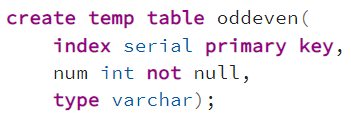 create temp table oddeven(
    index serial primary key,
    num int not null,
    type varchar);